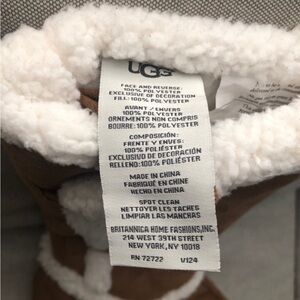 UGG
FACE AND REVERSE:
100% POLYESTER
EXCLUSIVE OF DECORATION
FILL: 100% POLYESTER
AVANT / ENVERS
100% POLYESTER
ORNEMENTS NON COMPRIS
BOURRE: 100% POLYESTER
COMPOSICIÓN:
FRENTE Y ENVES:
100% POLIÉSTER
EXCLUSIVO DE DECORACIÓN
RELLENO: 100% POLIÉSTER
MADE IN CHINA
FABRIQUÉ EN CHINA
HECHO EN CHINA
SPOT CLEAN
NETTOYER LES TACHES
LIMPIAR LAS MANCHAS
BRITANNICA HOME FASHIONS, INC.
214 WEST 39TH STREET
NEW YORK, NY 10018
RN 72722 V124